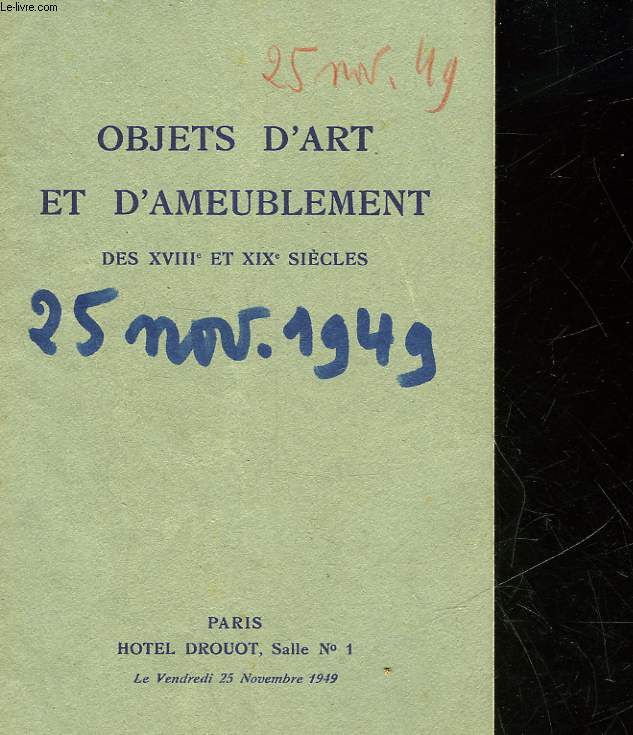 Le-livre.com
25 nov. 49
OBJETS D'ART
ET D'AMEUBLEMENT
DES XVIIIe ET XIXe SIÈCLES
25 nov. 1949
PARIS
HOTEL DROUOT, Salle No 1
Le Vendredi 25 Novembre 1949